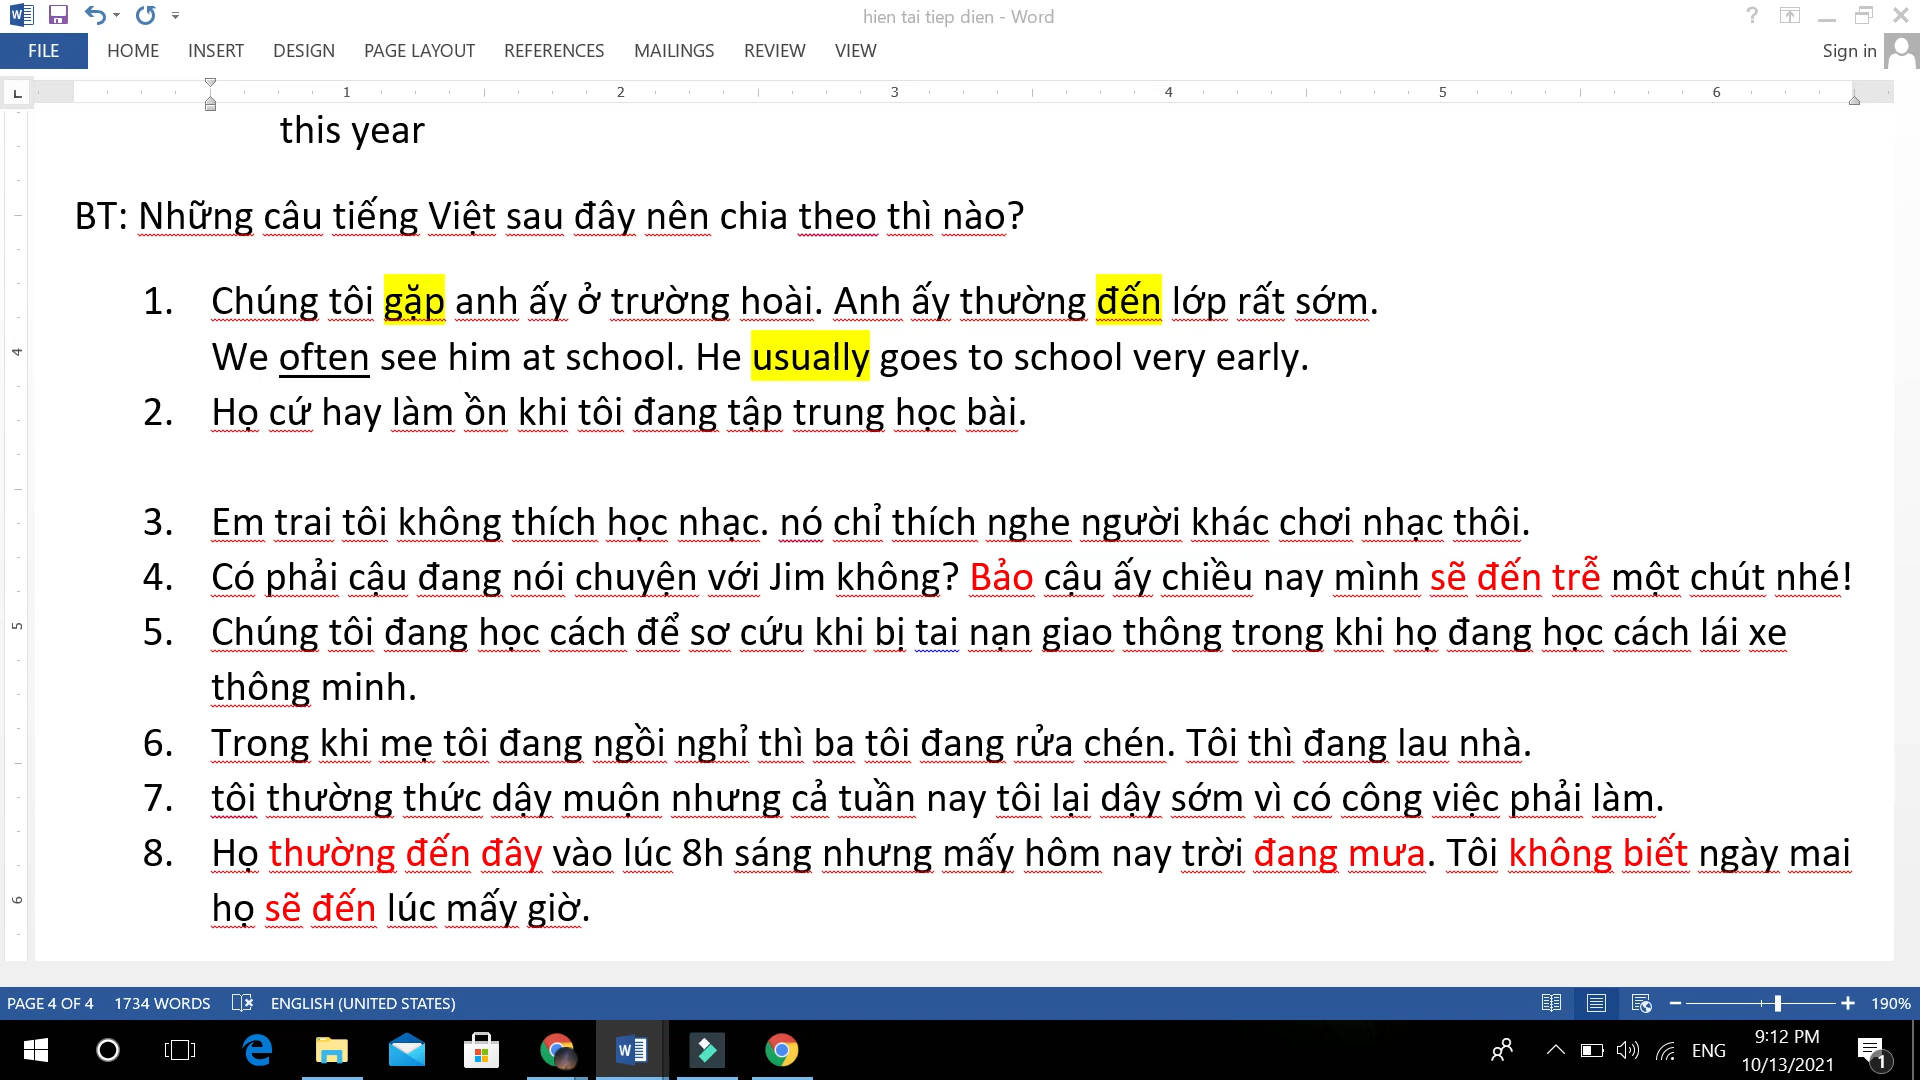 hien tai tiep dien - Word
FILE HOME INSERT DESIGN PAGE LAYOUT REFERENCES MAILINGS REVIEW VIEW Sign in
1 2 3 4 5 6
this year
BT: Những câu tiếng Việt sau đây nên chia theo thì nào?
1. Chúng tôi gặp anh ấy ở trường hoài. Anh ấy thường đến lớp rất sớm.
We often see him at school. He usually goes to school very early.
2. Họ cứ hay làm ồn khi tôi đang tập trung học bài.
3. Em trai tôi không thích học nhạc. nó chỉ thích nghe người khác chơi nhạc thôi.
4. Có phải cậu đang nói chuyện với Jim không? Bảo cậu ấy chiều nay mình sẽ đến trễ một chút nhé!
5. Chúng tôi đang học cách để sơ cứu khi bị tai nạn giao thông trong khi họ đang học cách lái xe
thông minh.
6. Trong khi mẹ tôi đang ngồi nghỉ thì ba tôi đang rửa chén. Tôi thì đang lau nhà.
7. tôi thường thức dậy muộn nhưng cả tuần nay tôi lại dậy sớm vì có công việc phải làm.
8. Họ thường đến đây vào lúc 8h sáng nhưng mấy hôm nay trời đang mưa. Tôi không biết ngày mai
họ sẽ đến lúc mấy giờ.
4
5
6
PAGE 4 OF 4 1734 WORDS ENGLISH (UNITED STATES) 190%
ENG 9:12 PM
10/13/2021 1